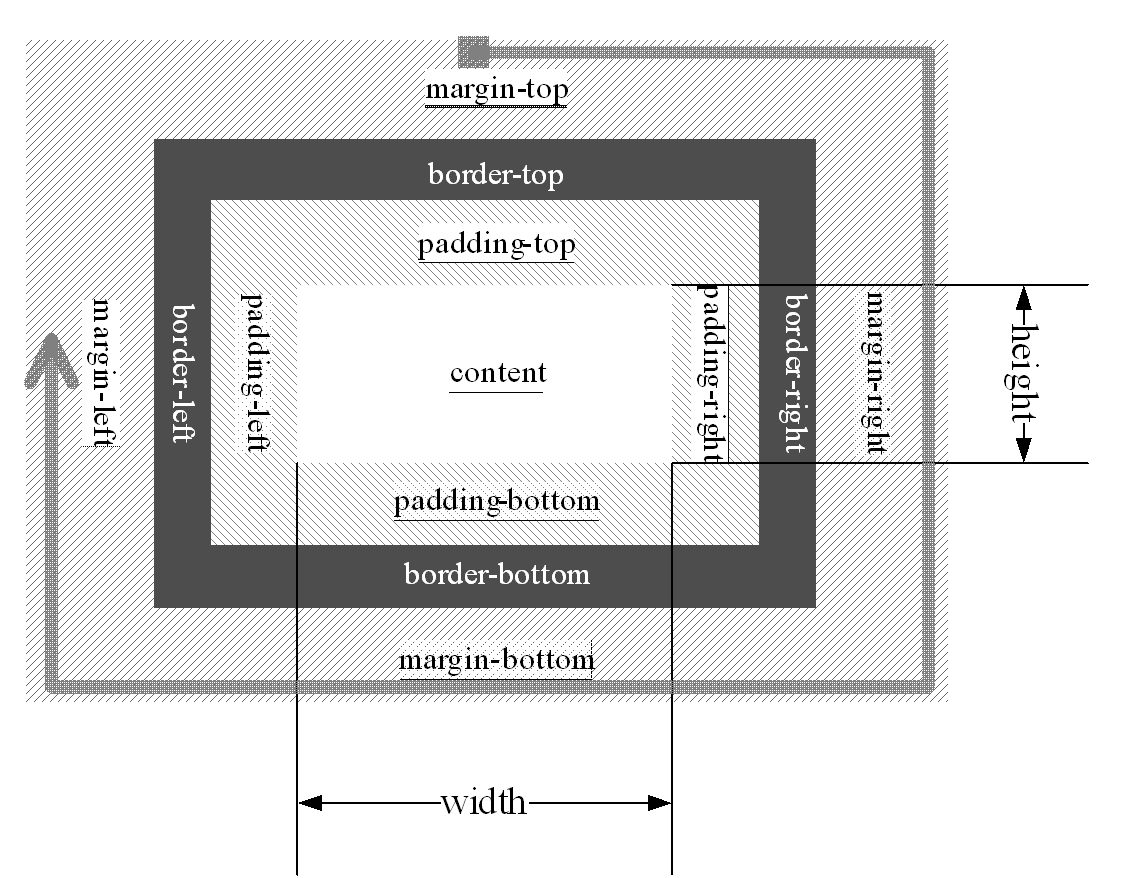 margin-top
border-top
padding-top
margin-left
border-left
padding-left
content
padding-right
border-right
margin-right
height
padding-bottom
border-bottom
margin-bottom
width